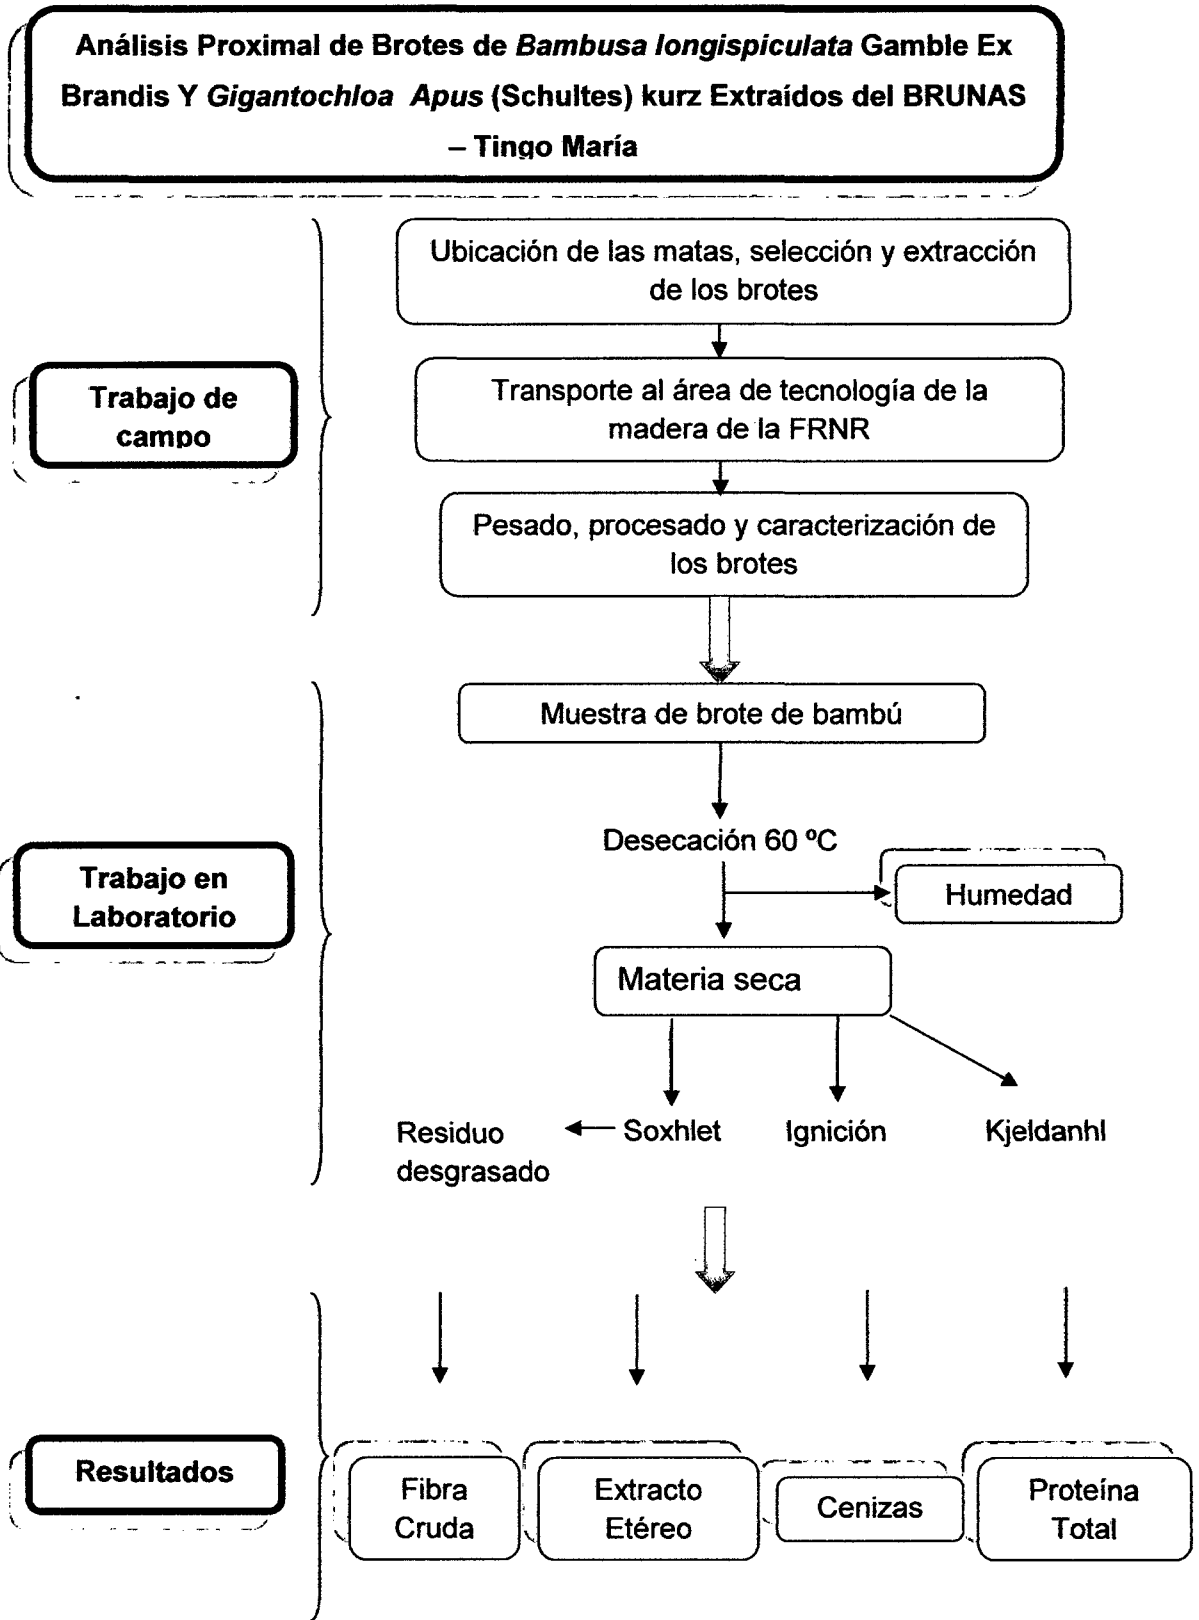 Análisis Proximal de Brotes de Bambusa longispiculata Gamble Ex
Brandis Y Gigantochloa Apus (Schultes) kurz Extraídos del BRUNAS
– Tingo María
Ubicación de las matas, selección y extracción
de los brotes
Trabajo de
campo
Transporte al área de tecnología de la
madera de la FRNR
Pesado, procesado y caracterización de
los brotes
Muestra de brote de bambú
Desecación 60 ºC
Humedad
Trabajo en
Laboratorio
Materia seca
Residuo
desgrasado
Soxhlet
Ignición
Kjeldanhl
Resultados
Fibra
Cruda
Extracto
Etéreo
Cenizas
Proteína
Total